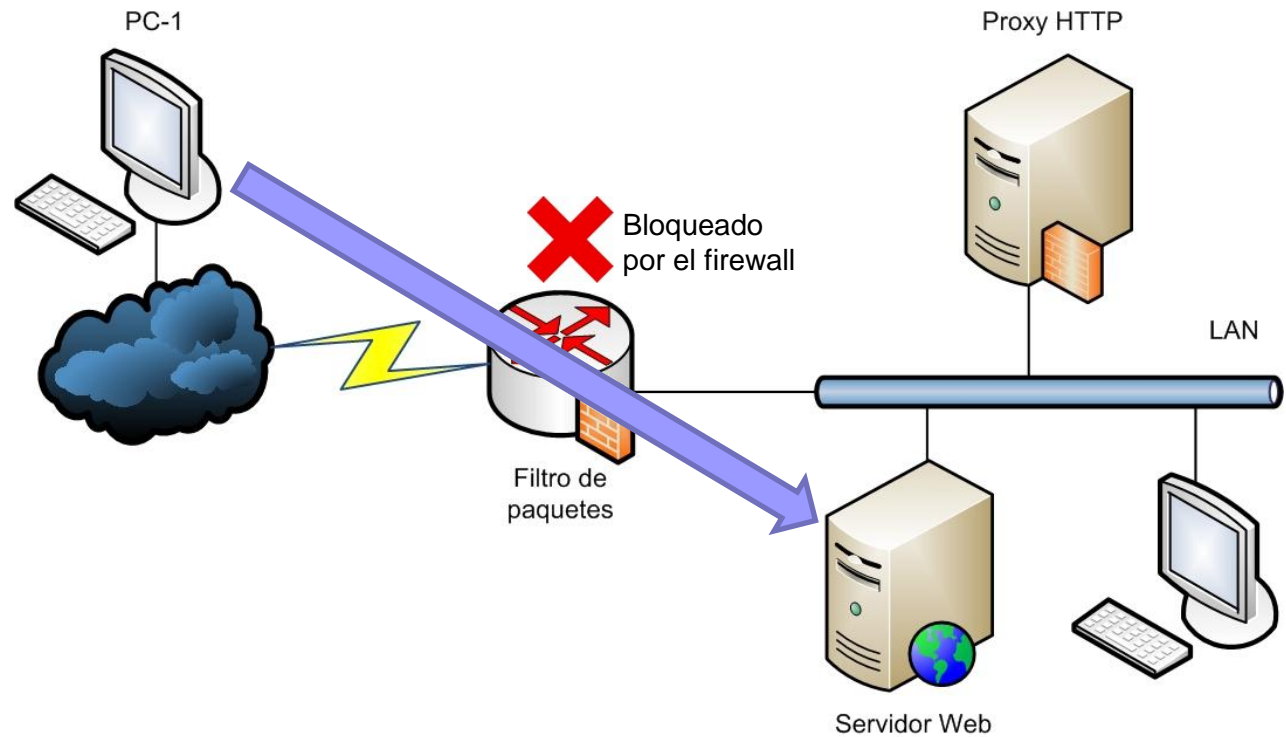 PC-1
Proxy HTTP
Bloqueado
por el firewall
LAN
Filtro de
paquetes
Servidor Web